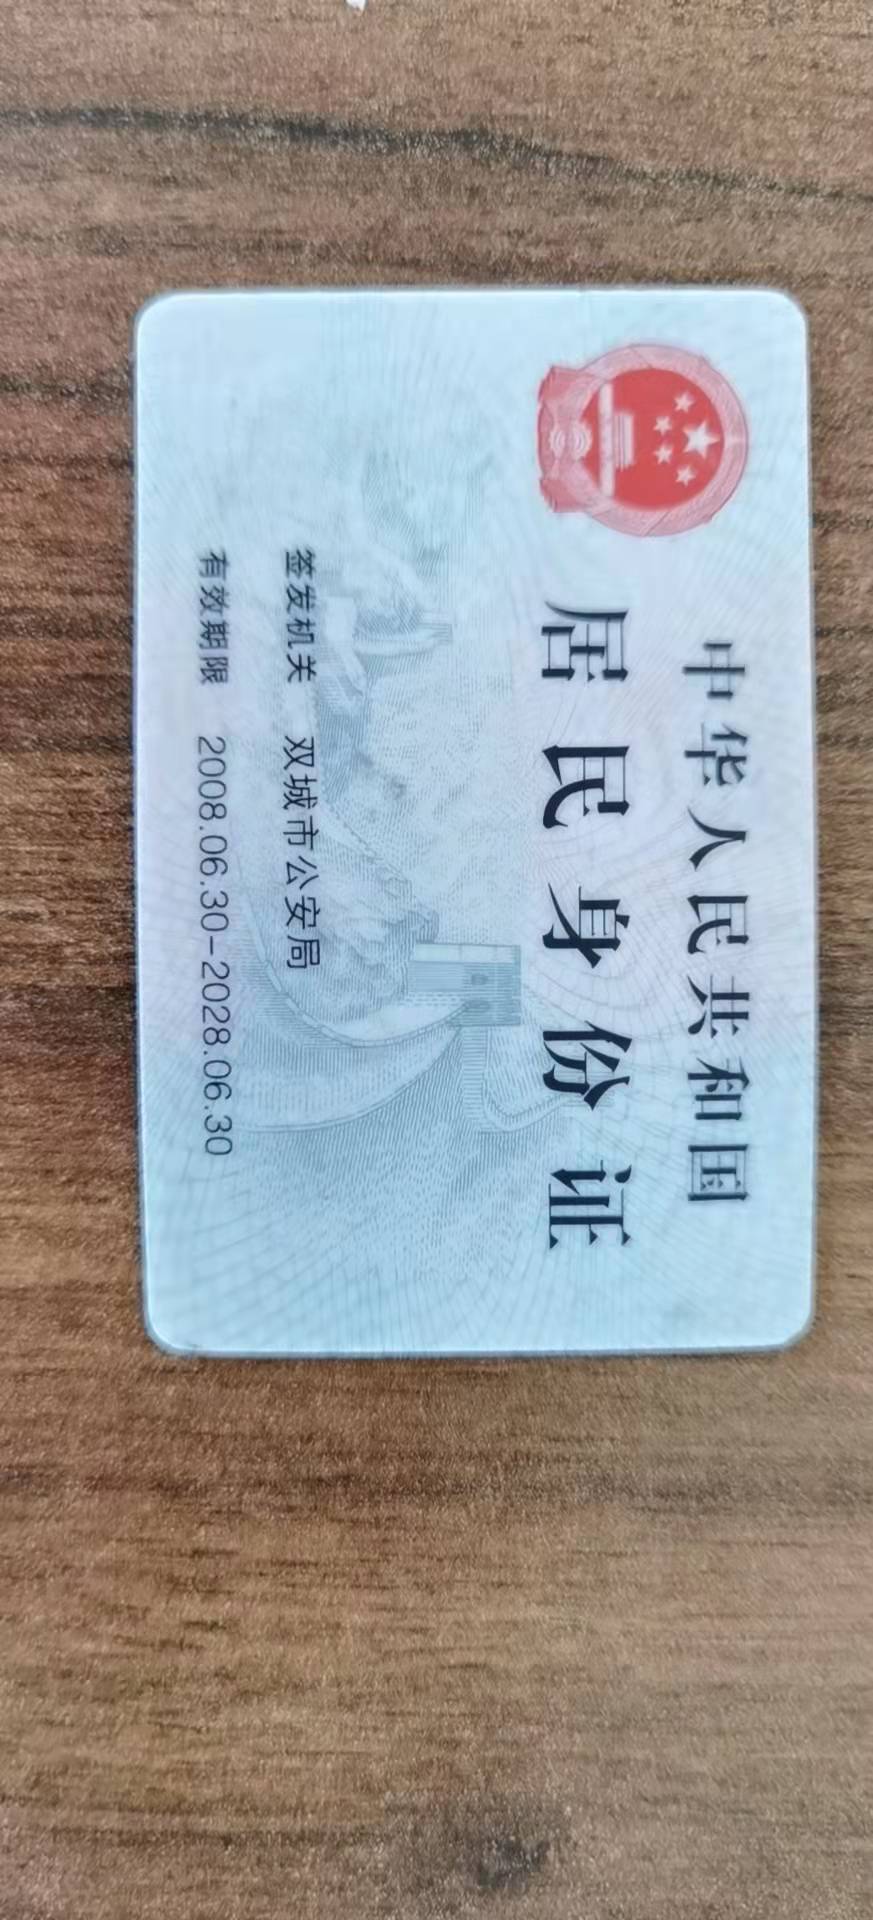 中华人民共和国
居民身份证
签发机关 双城市公安局
有效期限 2008.06.30-2028.06.30